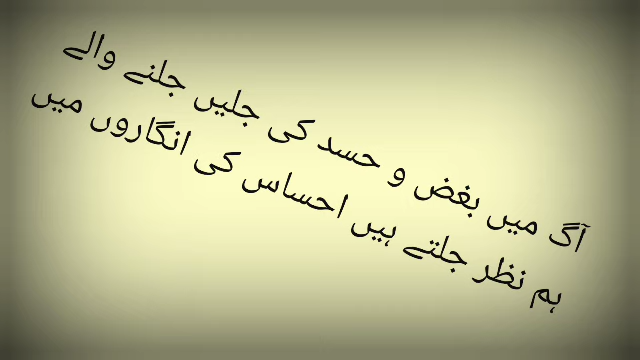 آگ میں بغض و حسد کی جلیں جلنے والے
ہم نظر جلتے ہیں احساس کی انگاروں میں